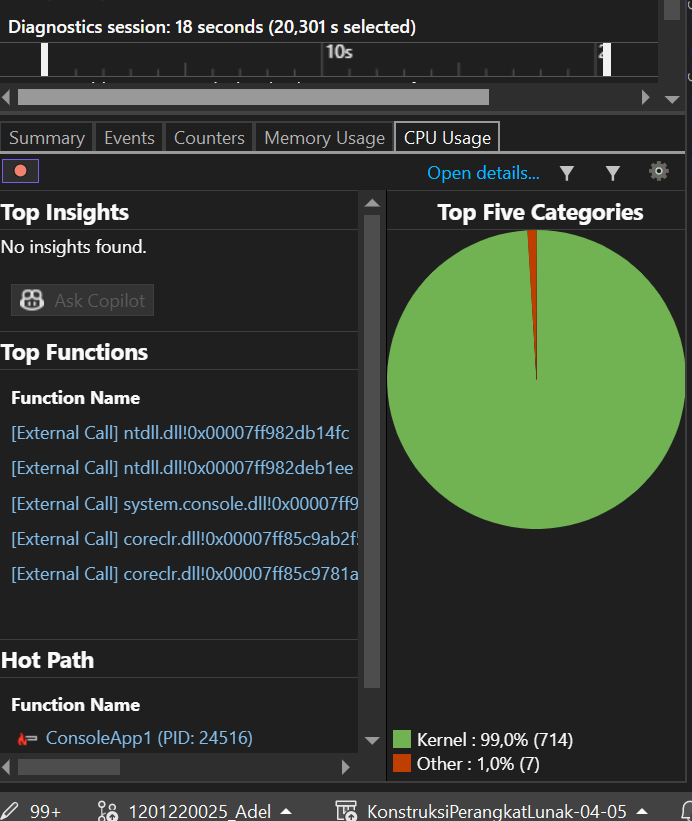 Diagnostics session: 18 seconds (20,301 s selected)
10s
Summary Events Counters Memory Usage CPU Usage
Open details...
Top Insights
No insights found.
Ask Copilot
Top Functions
Function Name
[External Call] ntdll.dll!0x00007ff982db14fc
[External Call] ntdll.dll!0x00007ff982deb1ee
[External Call] system.console.dll!0x00007ff9
[External Call] coreclr.dll!0x00007ff85c9ab2f
[External Call] coreclr.dll!0x00007ff85c9781a
Hot Path
Function Name
ConsoleApp1 (PID: 24516)
Top Five Categories
Kernel : 99,0% (714)
Other : 1,0% (7)
99+ 1201220025_Adel KonstruksiPerangkatLunak-04-05